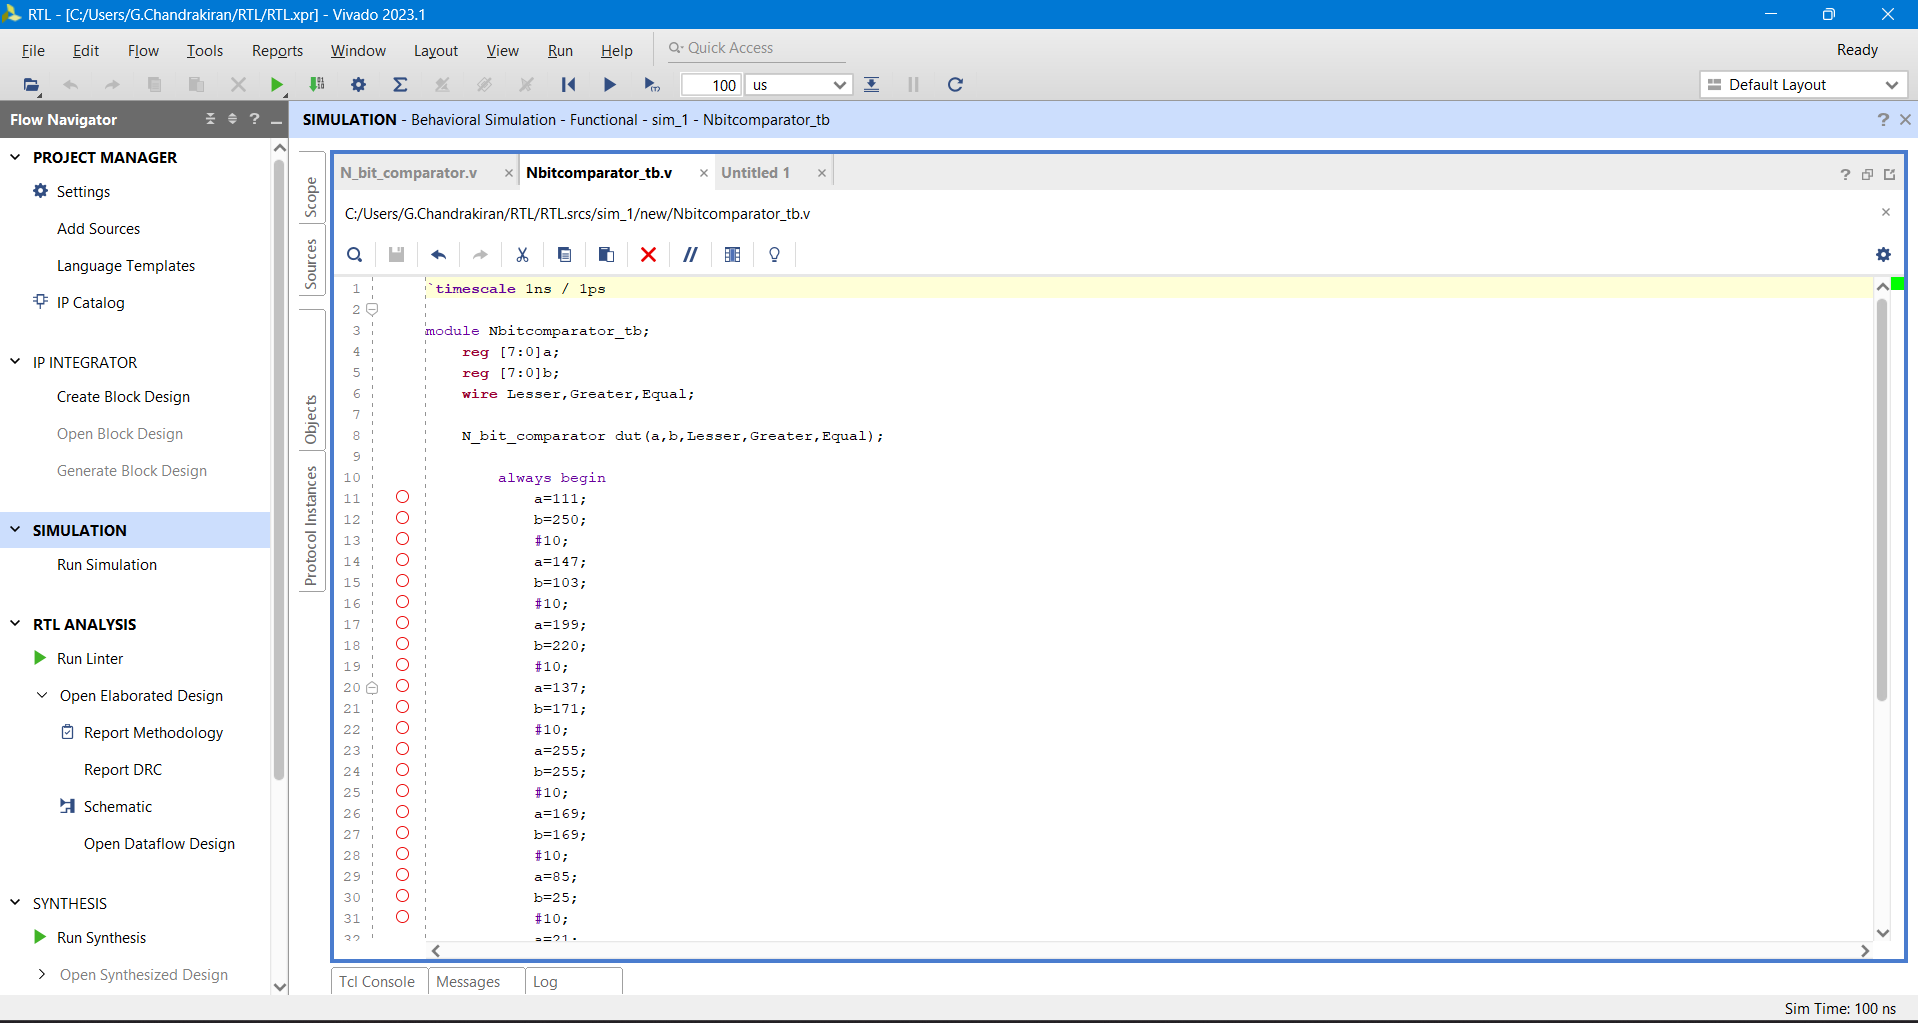 RTL - [C:/Users/G.Chandrakiran/RTL/RTL.xpr] - Vivado 2023.1
File Edit Flow Tools Reports Window Layout View Run Help Quick Access Ready
100 us Default Layout
Flow Navigator ? SIMULATION - Behavioral Simulation - Functional - sim_1 - Nbitcomparator_tb ?
PROJECT MANAGER
Settings
Add Sources
Language Templates
IP Catalog
IP INTEGRATOR
Create Block Design
Open Block Design
Generate Block Design
SIMULATION
Run Simulation
RTL ANALYSIS
Run Linter
Open Elaborated Design
Report Methodology
Report DRC
Schematic
Open Dataflow Design
SYNTHESIS
Run Synthesis
Open Synthesized Design
Scope
Sources
Objects
Protocol Instances
N_bit_comparator.v Nbitcomparator_tb.v Untitled 1 ?
C:/Users/G.Chandrakiran/RTL/RTL.srcs/sim_1/new/Nbitcomparator_tb.v
1 `timescale 1ns / 1ps
2
3 module Nbitcomparator_tb;
4 reg [7:0]a;
5 reg [7:0]b;
6 wire Lesser,Greater,Equal;
7
8 N_bit_comparator dut(a,b,Lesser,Greater,Equal);
9
10 always begin
11 a=111;
12 b=250;
13 #10;
14 a=147;
15 b=103;
16 #10;
17 a=199;
18 b=220;
19 #10;
20 a=137;
21 b=171;
22 #10;
23 a=255;
24 b=255;
25 #10;
26 a=169;
27 b=169;
28 #10;
29 a=85;
30 b=25;
31 #10;
32 a=21;
Tcl Console Messages Log
Sim Time: 100 ns